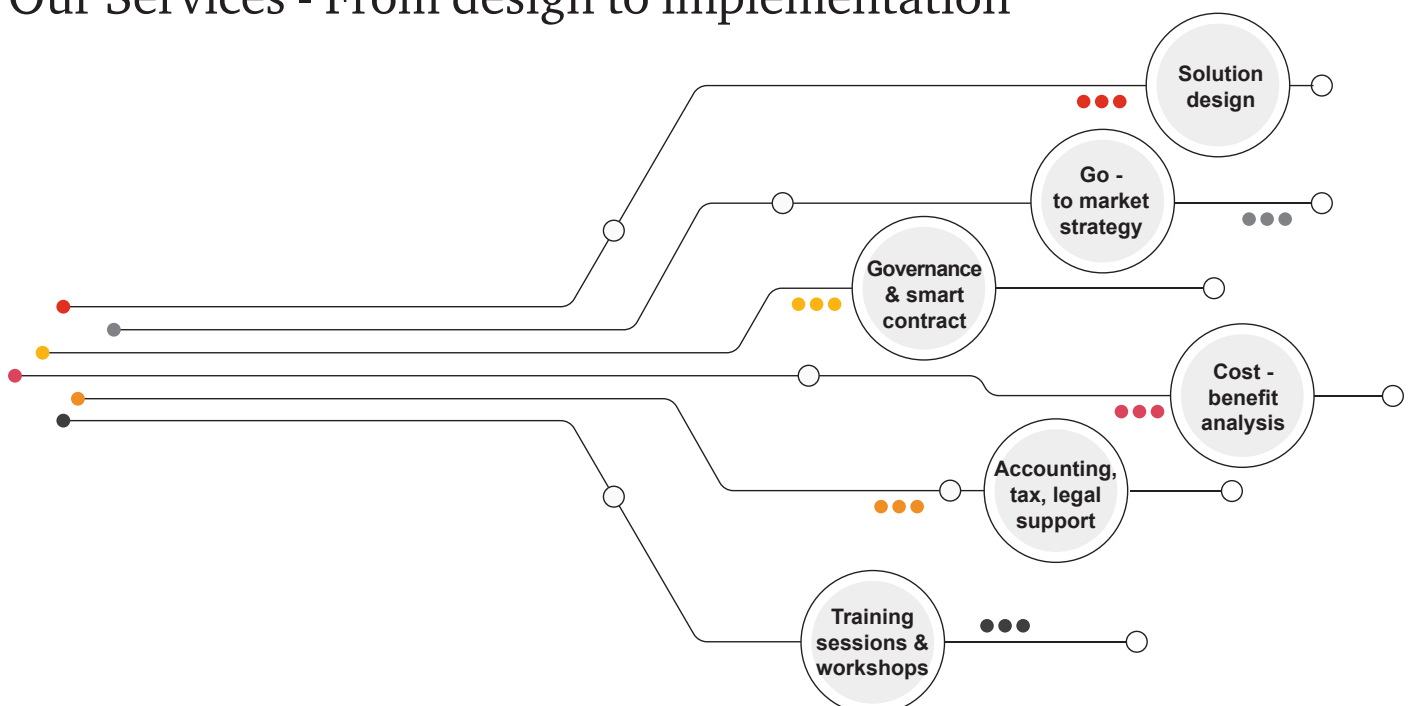 Our Services - From design to implementation
Solution
design
Go -
to market
strategy
Governance
& smart
contract
Cost -
benefit
analysis
Accounting,
tax, legal
support
Training
sessions &
workshops